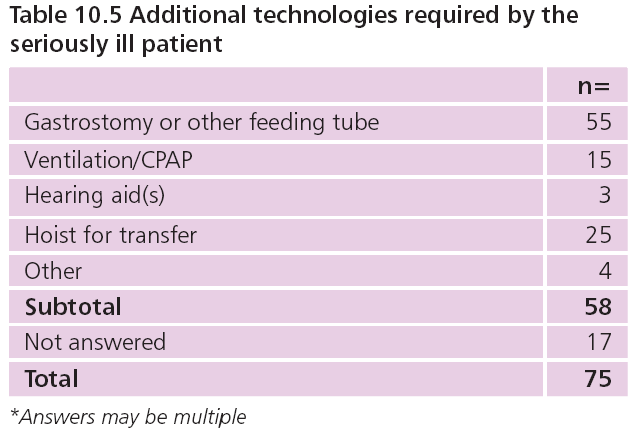 Table 10.5 Additional technologies required by the
seriously ill patient
n=
Gastrostomy or other feeding tube 55
Ventilation/CPAP 15
Hearing aid(s) 3
Hoist for transfer 25
Other 4
Subtotal 58
Not answered 17
Total 75
*Answers may be multiple